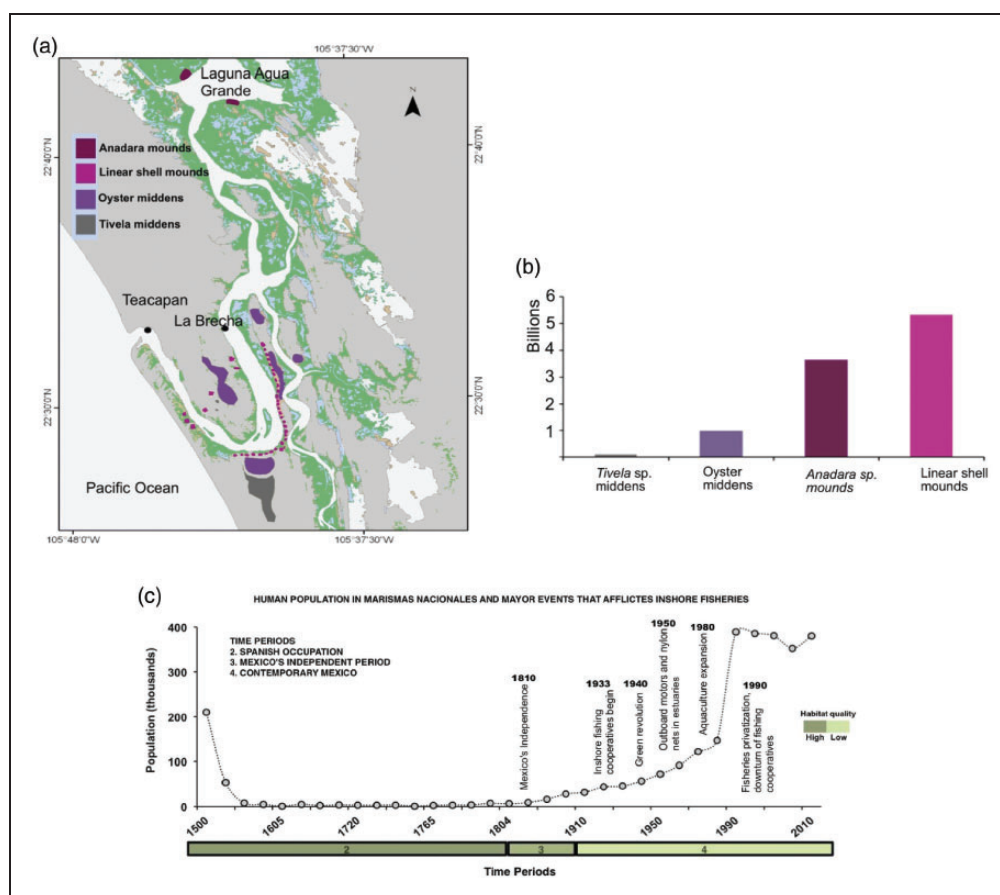 (a)
105°37'30"W
Laguna Agua
Grande
N
22°40'0"N
22°40'0"N
Anadara mounds
Linear shell mounds
Oyster middens
Tivela middens
Teacapan
La Brecha
22°30'0"N
22°30'0"N
Pacific Ocean
105°48'0"W
105°37'30"W
(b)
Billions
6
5
4
3
2
1
Tivela sp.
middens
Oyster
middens
Anadara sp.
mounds
Linear shell
mounds
(c)
HUMAN POPULATION IN MARISMAS NACIONALES AND MAYOR EVENTS THAT AFFLICTES INSHORE FISHERIES
Population (thousands)
400
300
200
100
0
TIME PERIODS
2. SPANISH OCCUPATION
3. MEXICO'S INDEPENDENT PERIOD
4. CONTEMPORARY MEXICO
1810
Mexico's Independence
1933
Inshore fishing
cooperatives begin
1940
Green revolution
1950
Outboard motors and nylon
nets in estuaries
1980
Aquaculture expansion
1990
Fisheries privatization,
downturn of fishing
cooperatives
Habitat quality
High Low
1500 1605 1720 1765 1804 1910 1950 1990 2010
2 3 4
Time Periods